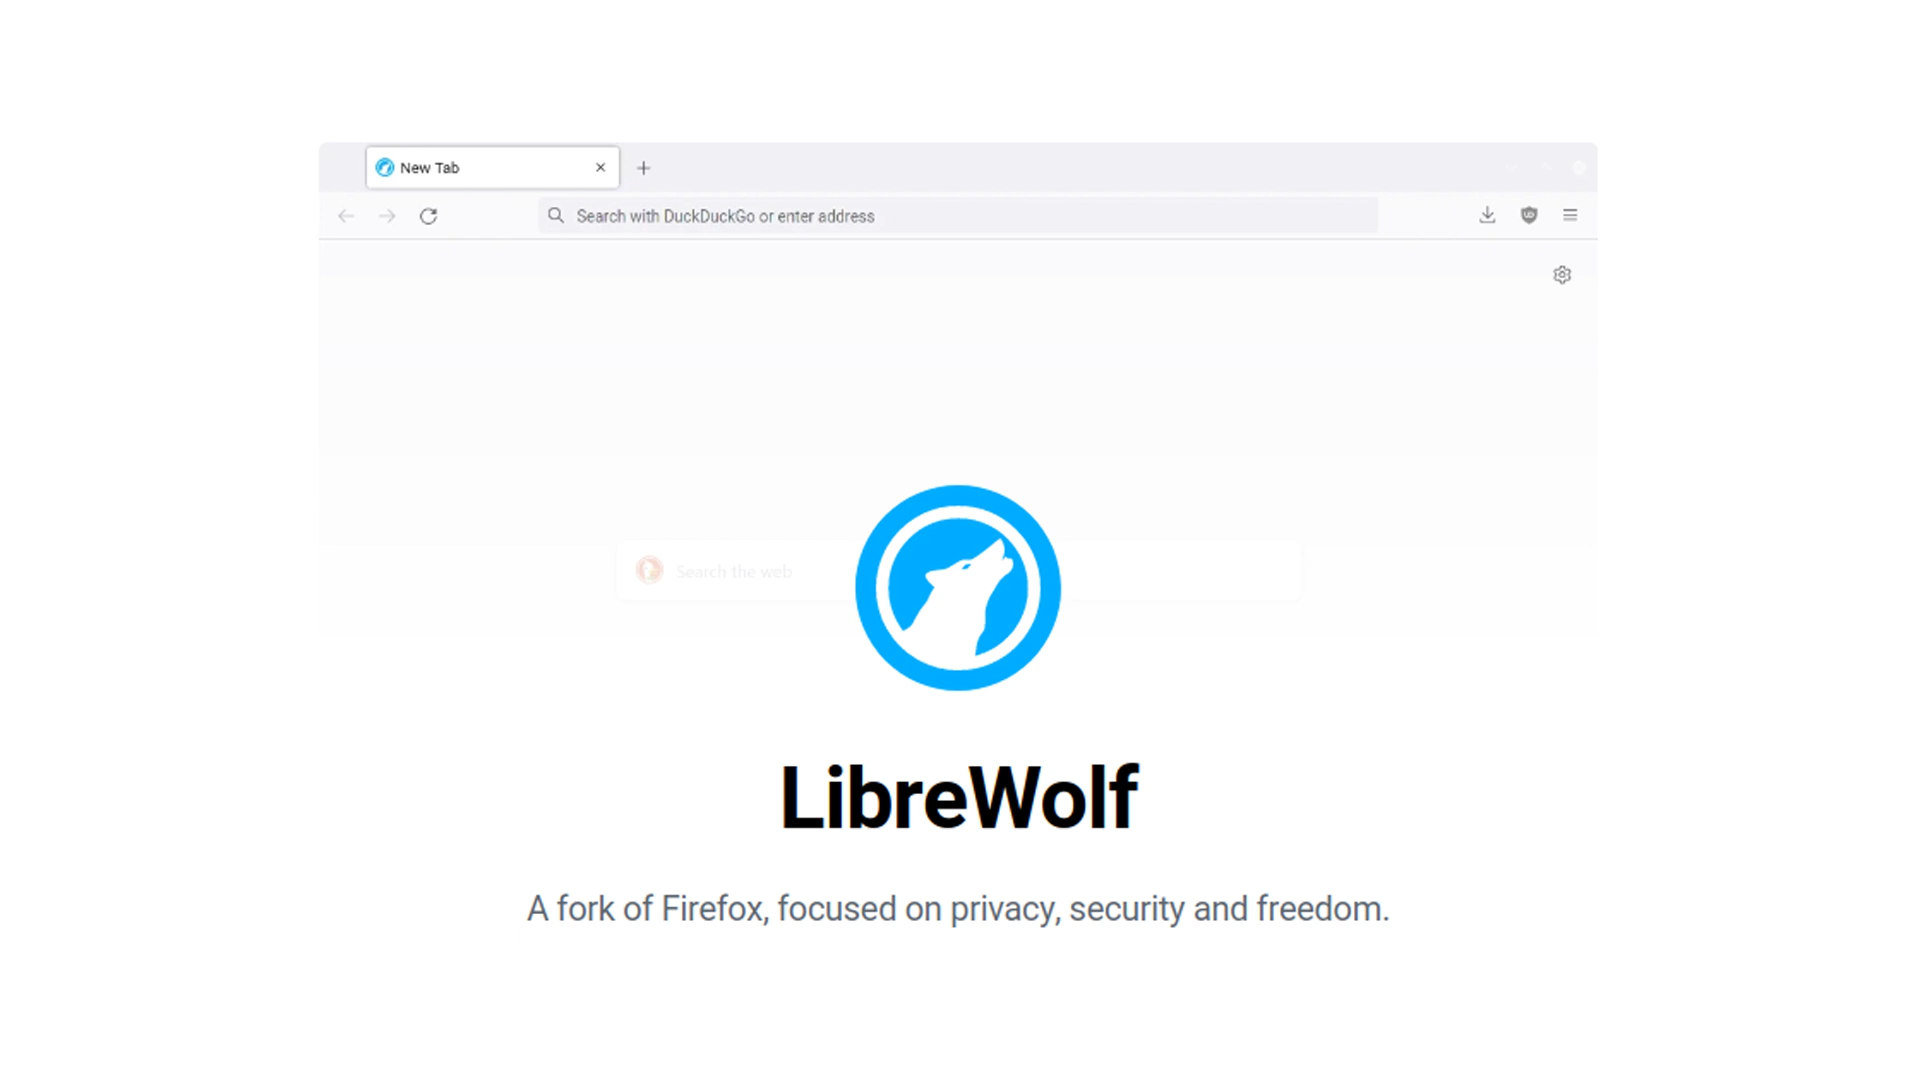 New Tab
Search with DuckDuckGo or enter address
Search the web
LibreWolf
A fork of Firefox, focused on privacy, security and freedom.